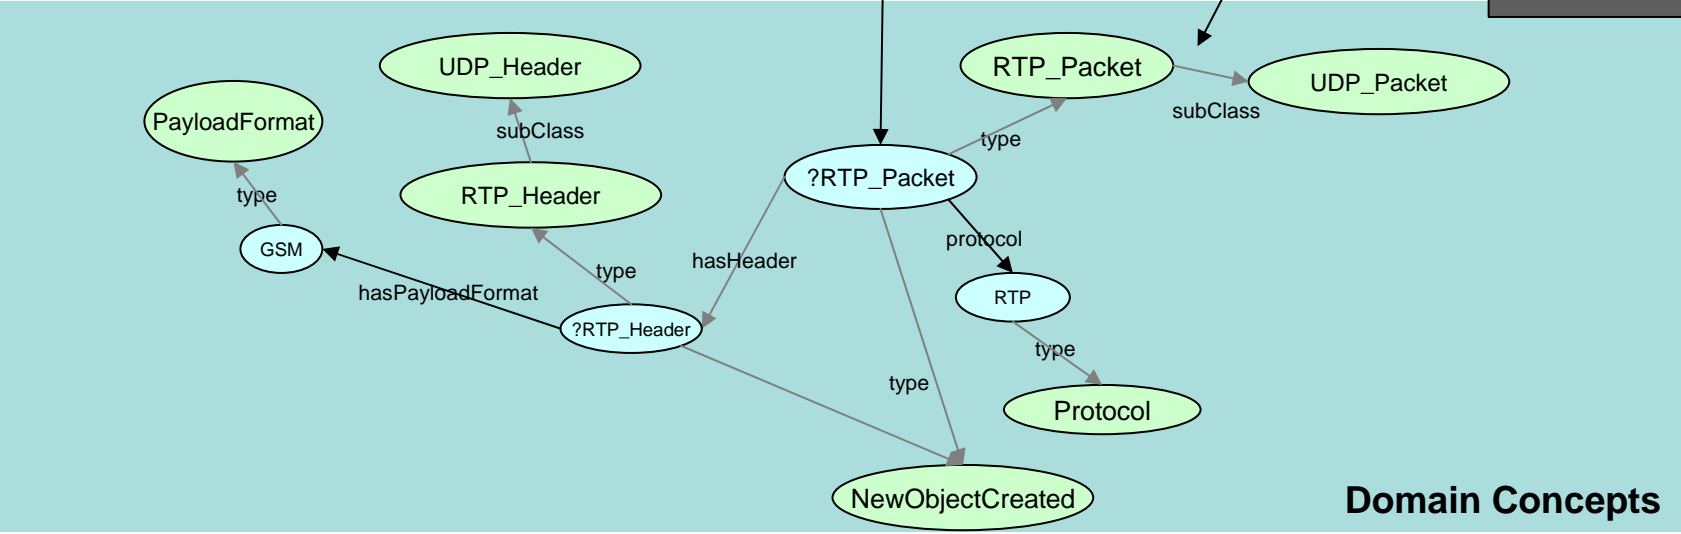 UDP_Header
RTP_Packet
UDP_Packet
PayloadFormat
subClass
subClass
type
?RTP_Packet
type
RTP_Header
GSM
protocol
hasHeader
type
hasPayloadFormat
RTP
?RTP_Header
type
type
Protocol
NewObjectCreated
Domain Concepts